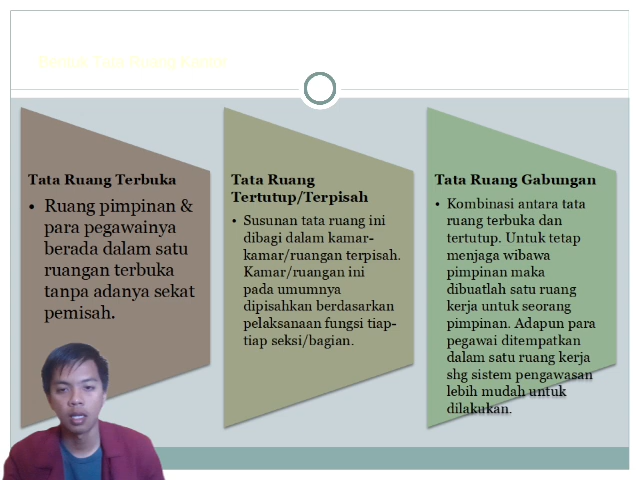 Bentuk Tata Ruang Kantor
Tata Ruang Terbuka
• Ruang pimpinan &
para pegawainya
berada dalam satu
ruangan terbuka
tanpa adanya sekat
pemisah.
Tata Ruang
Tertutup/Terpisah
• Susunan tata ruang ini
dibagi dalam kamar-
kamar/ruangan terpisah.
Kamar/ruangan ini
pada umumnya
dipisahkan berdasarkan
pelaksanaan fungsi tiap-
tiap seksi/bagian.
Tata Ruang Gabungan
• Kombinasi antara tata
ruang terbuka dan
tertutup. Untuk tetap
menjaga wibawa
pimpinan maka
dibuatlah satu ruang
kerja untuk seorang
pimpinan. Adapun para
pegawai ditempatkan
dalam satu ruang kerja
shg sistem pengawasan
lebih mudah untuk
dilakukan.